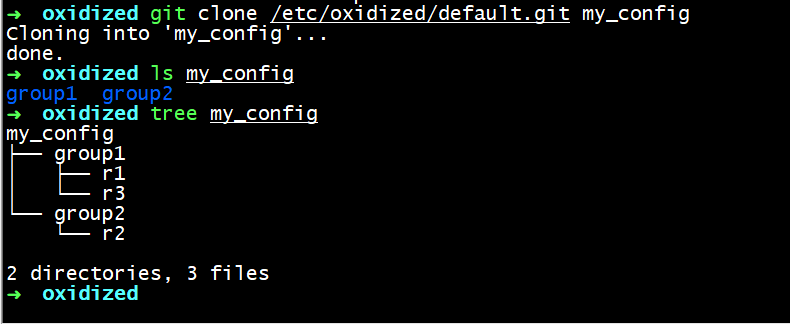 ➜  oxidized git clone /etc/oxidized/default.git my_config
Cloning into 'my_config'...
done.
➜  oxidized ls my_config
group1  group2
➜  oxidized tree my_config
my_config
├── group1
│   ├── r1
│   └── r3
└── group2
    └── r2
2 directories, 3 files
➜  oxidized